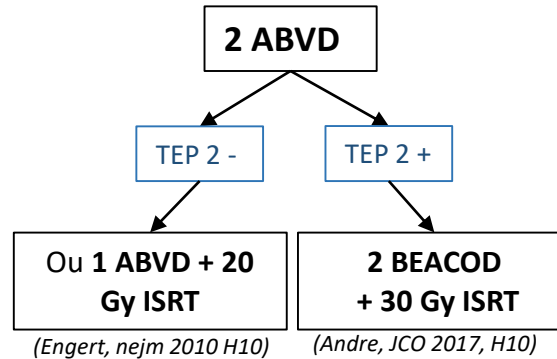 2 ABVD
TEP 2 -
TEP 2 +
Ou 1 ABVD + 20
Gy ISRT
2 BEACOD
+ 30 Gy ISRT
(Engert, nejm 2010 H10)
(Andre, JCO 2017, H10)